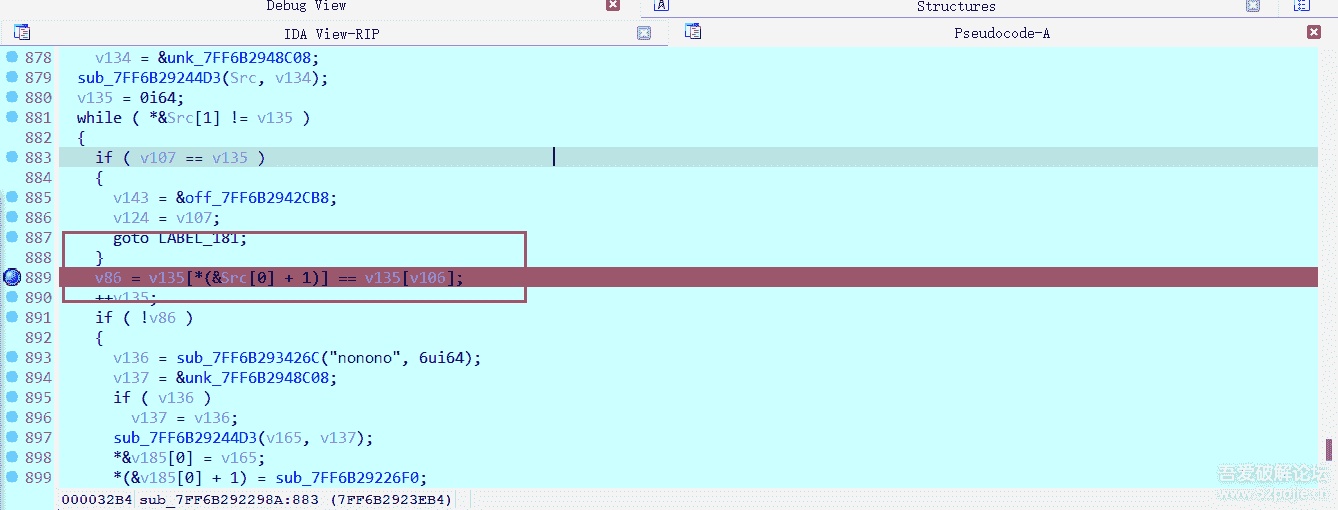 Debug View
Structures
IDA View-RIP
Pseudocode-A
878 v134 = &unk_7FF6B2948C08;
879 sub_7FF6B29244D3(Src, v134);
880 v135 = 0i64;
881 while ( *&Src[1] != v135 )
882 {
883 if ( v107 == v135 )
884 {
885 v143 = &off_7FF6B2942CB8;
886 v124 = v107;
887 goto LABEL_181;
888 }
889 v86 = v135[*(&Src[0] + 1)] == v135[v106];
890 ++v135;
891 if ( !v86 )
892 {
893 v136 = sub_7FF6B293426C("nonono", 6ui64);
894 v137 = &unk_7FF6B2948C08;
895 if ( v136 )
896 v137 = v136;
897 sub_7FF6B29244D3(v165, v137);
898 *&v185[0] = v165;
899 *(&v185[0] + 1) = sub_7FF6B29226F0;
000032B4 sub_7FF6B292298A:883 (7FF6B2923EB4)
吾爱破解论坛
www.52pojie.cn